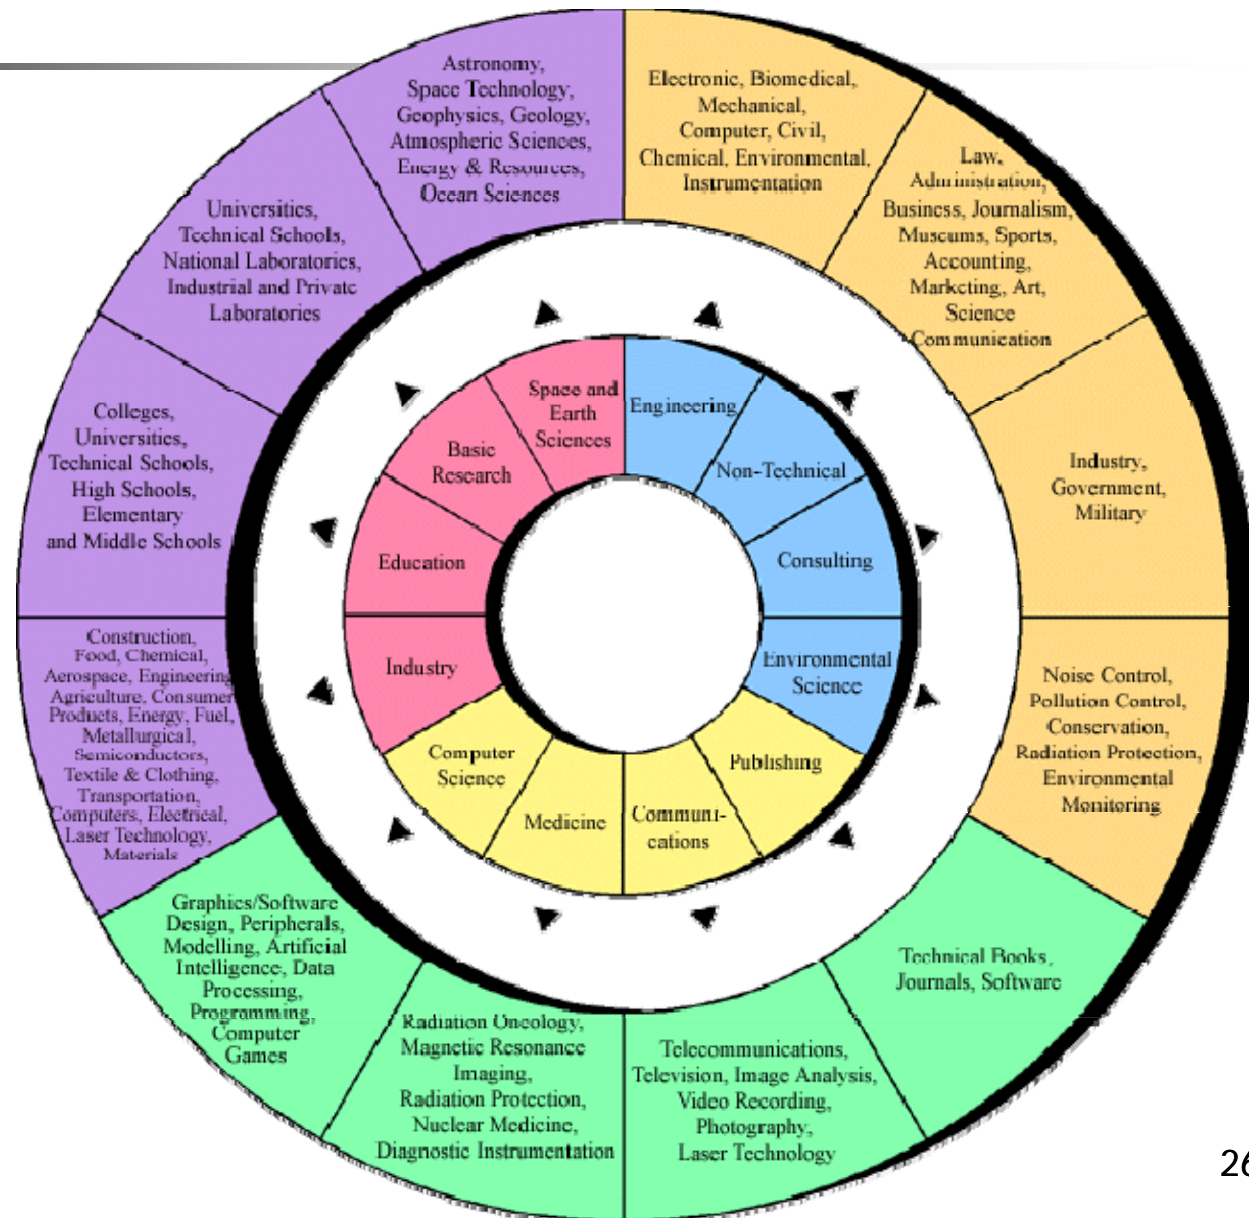 Astronomy,
Space Technology,
Geophysics, Geology,
Atmospheric Sciences,
Energy & Resources,
Ocean Sciences
Electronic, Biomedical,
Mechanical,
Computer, Civil,
Chemical, Environmental,
Instrumentation
Law,
Administration,
Business, Journalism,
Museums, Sports,
Accounting,
Marketing, Art,
Science
Communication
Industry,
Government,
Military
Noise Control,
Pollution Control,
Conservation,
Radiation Protection,
Environmental
Monitoring
Technical Books,
Journals, Software
Telecommunications,
Television, Image Analysis,
Video Recording,
Photography,
Laser Technology
Radiation Oncology,
Magnetic Resonance
Imaging,
Radiation Protection,
Nuclear Medicine,
Diagnostic Instrumentation
Graphics/Software
Design, Peripherals,
Modelling, Artificial
Intelligence, Data
Processing,
Programming,
Computer
Games
Construction,
Food, Chemical,
Aerospace, Engineering
Agriculture, Consumer
Products, Energy, Fuel,
Metallurgical,
Semiconductors,
Textile & Clothing,
Transportation,
Computers, Electrical,
Laser Technology,
Materials
Colleges,
Universities,
Technical Schools,
High Schools,
Elementary
and Middle Schools
Universities,
Technical Schools,
National Laboratories,
Industrial and Private
Laboratories
Space and
Earth
Sciences
Engineering
Non-Technical
Consulting
Environmental
Science
Publishing
Communi-
cations
Medicine
Computer
Science
Industry
Education
Basic
Research
26